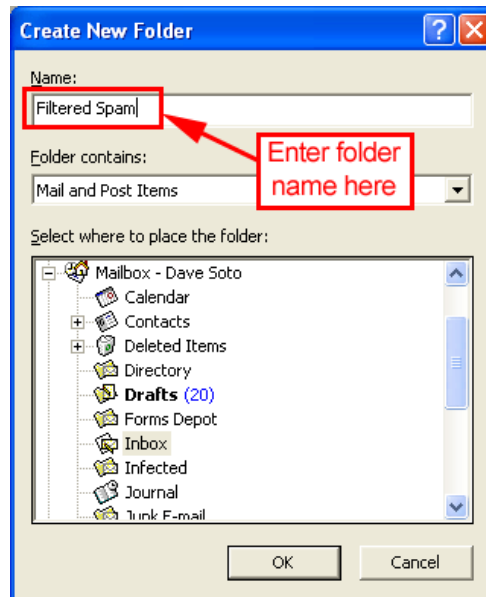 Create New Folder
Name:
Filtered Spam
Enter folder
name here
Folder contains:
Mail and Post Items
Select where to place the folder:
Mailbox - Dave Soto
Calendar
Contacts
Deleted Items
Directory
Drafts (20)
Forms Depot
Inbox
Infected
Journal
Junk E-mail
OK
Cancel